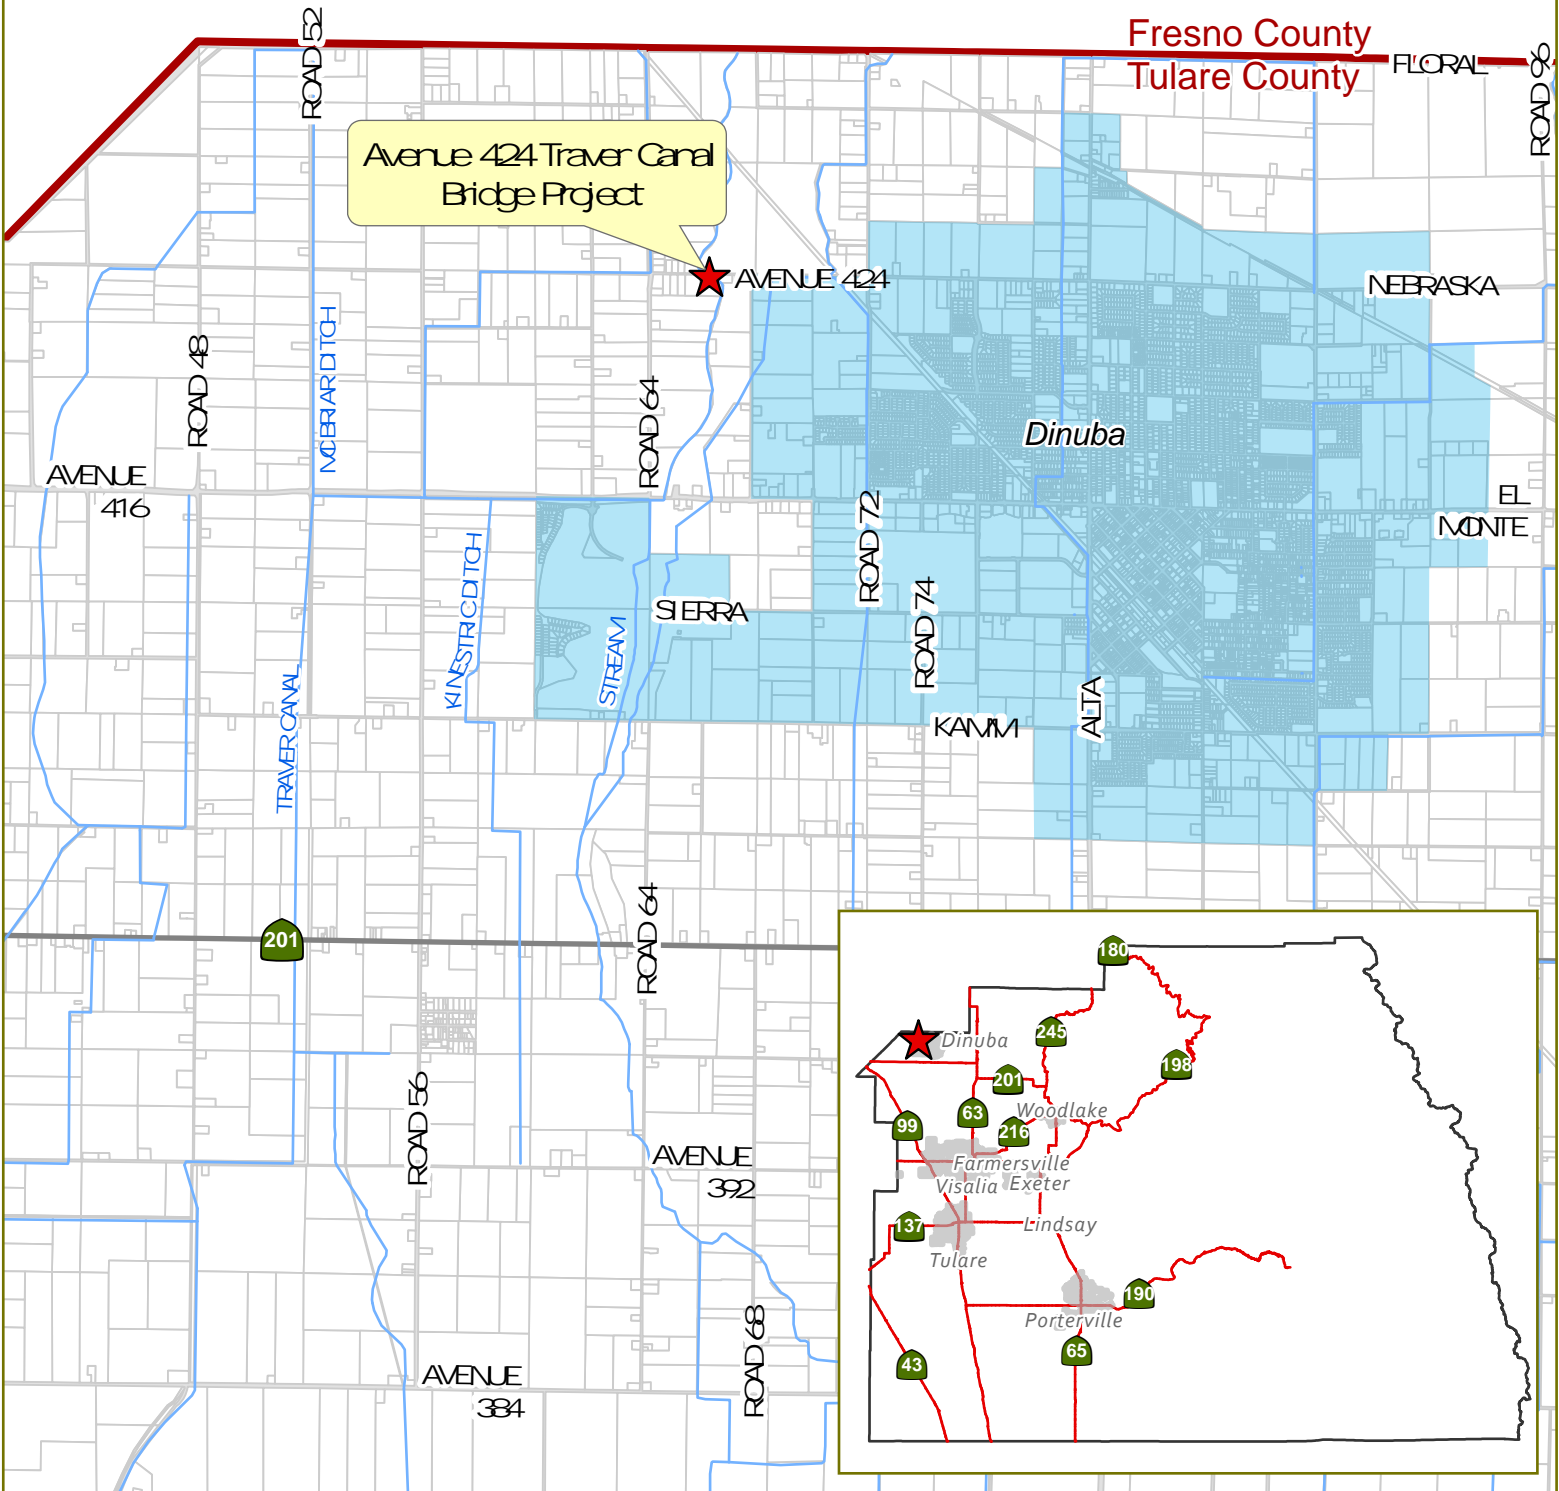 ROAD 52
Fresno County
Tulare County
FLORAL
ROAD 96
Avenue 424 Traver Canal
Bridge Project
AVENUE 424
NEBRASKA
MCBRIAR DITCH
ROAD 48
ROAD 64
Dinuba
AVENUE
416
EL
MONTE
ROAD 72
KINESTRIC DITCH
ROAD 74
SIERRA
STREAM
TRAVER CANAL
ALTA
KAMM
201
ROAD 64
ROAD 56
AVENUE
392
ROAD 68
AVENUE
384
180
245
Dinuba
198
201
63
Woodlake
99
216
Farmersville
Visalia
Exeter
137
Lindsay
Tulare
190
Porterville
65
43